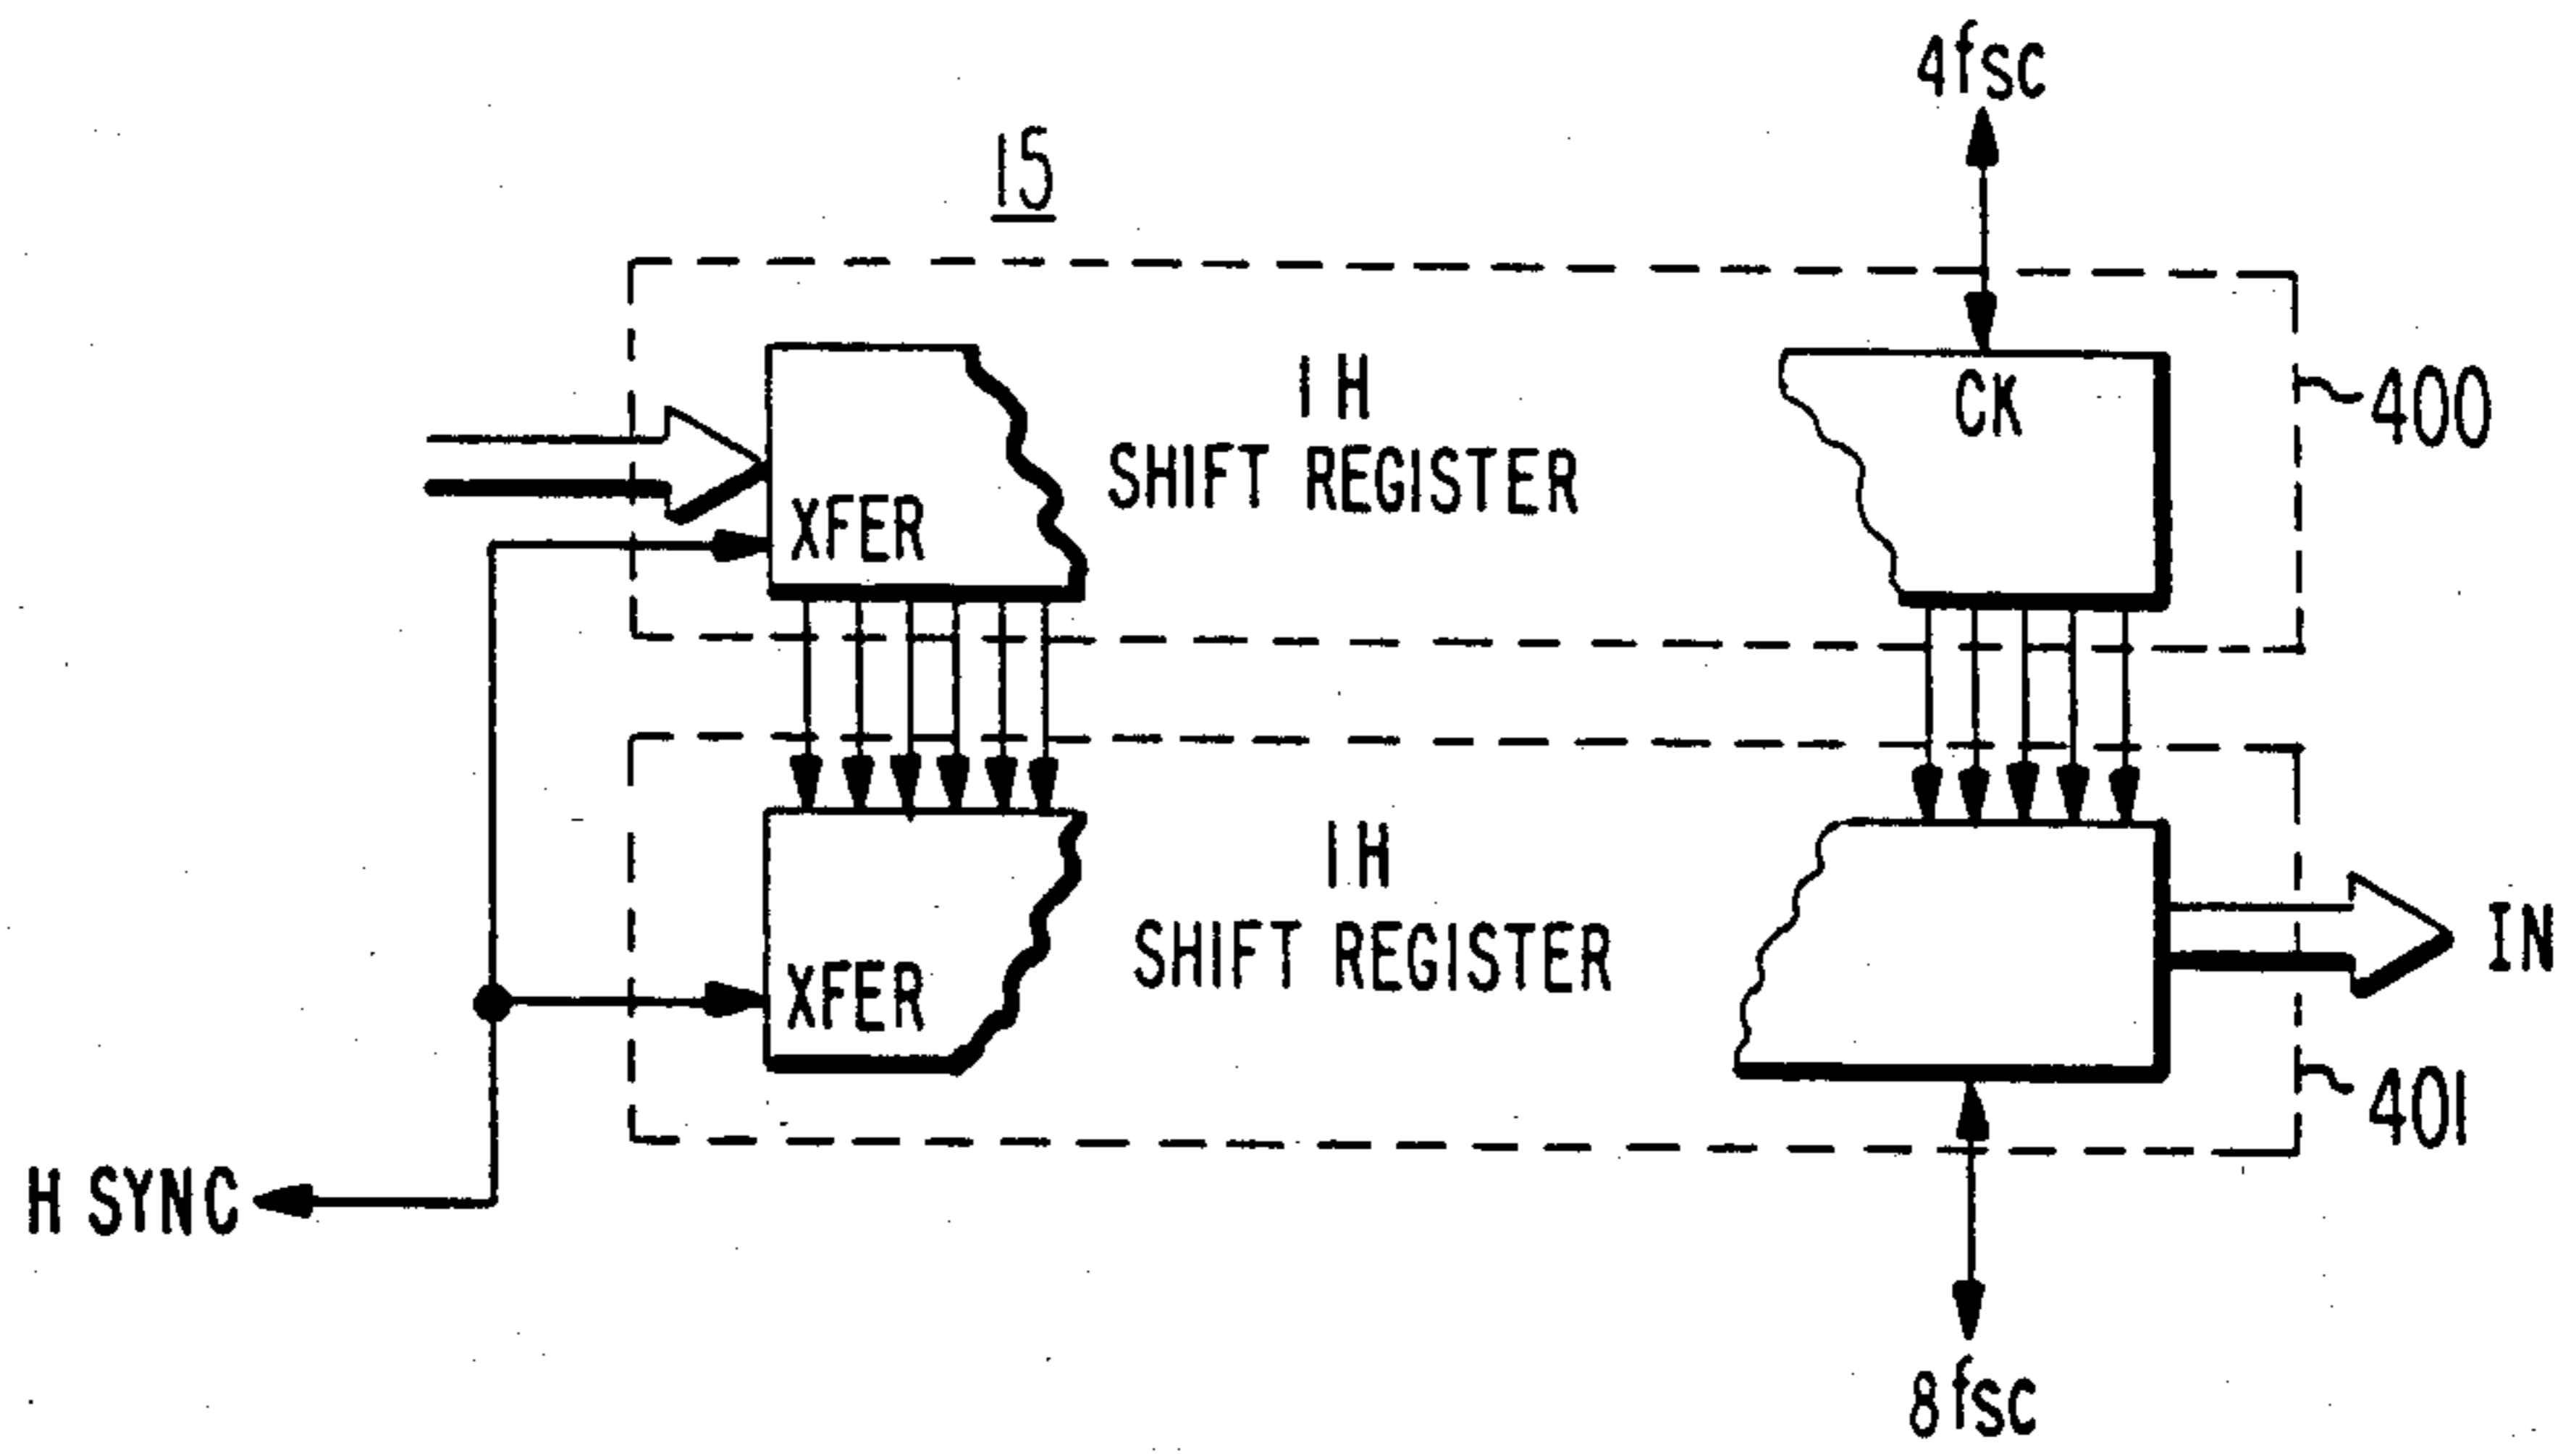 4fsc
15
1H
SHIFT REGISTER
CK
400
XFER
1H
SHIFT REGISTER
XFER
IN
401
H SYNC
8fsc